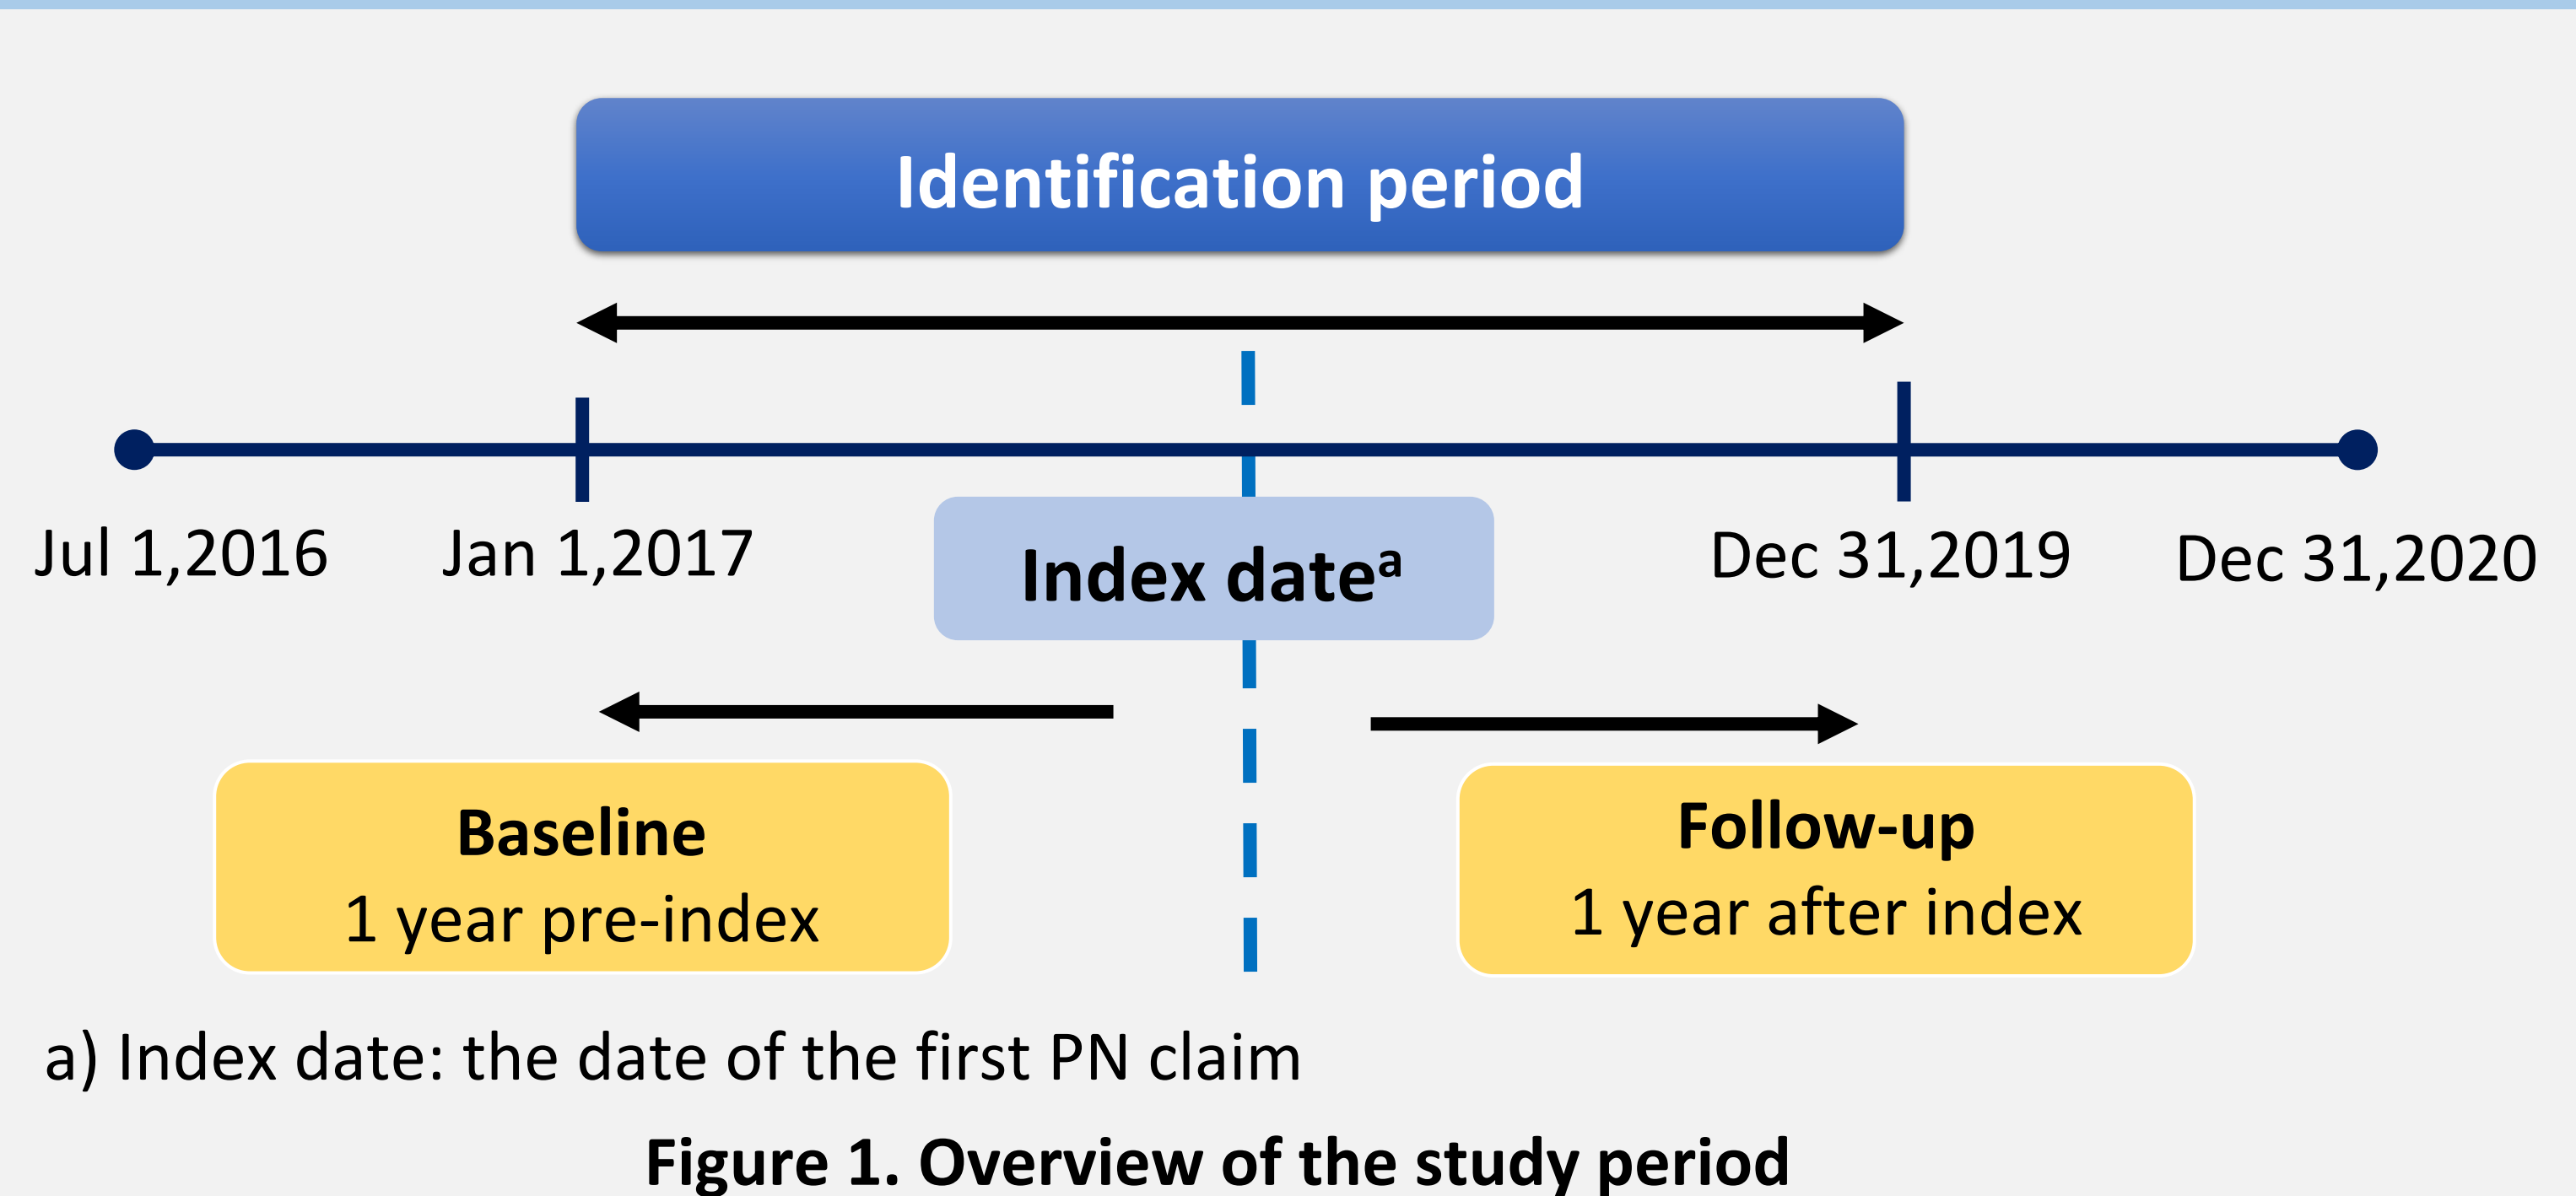 Identification period
Jul 1,2016
Jan 1,2017
Index dateᵃ
Dec 31,2019
Dec 31,2020
Baseline
1 year pre-index
Follow-up
1 year after index
a) Index date: the date of the first PN claim
Figure 1. Overview of the study period